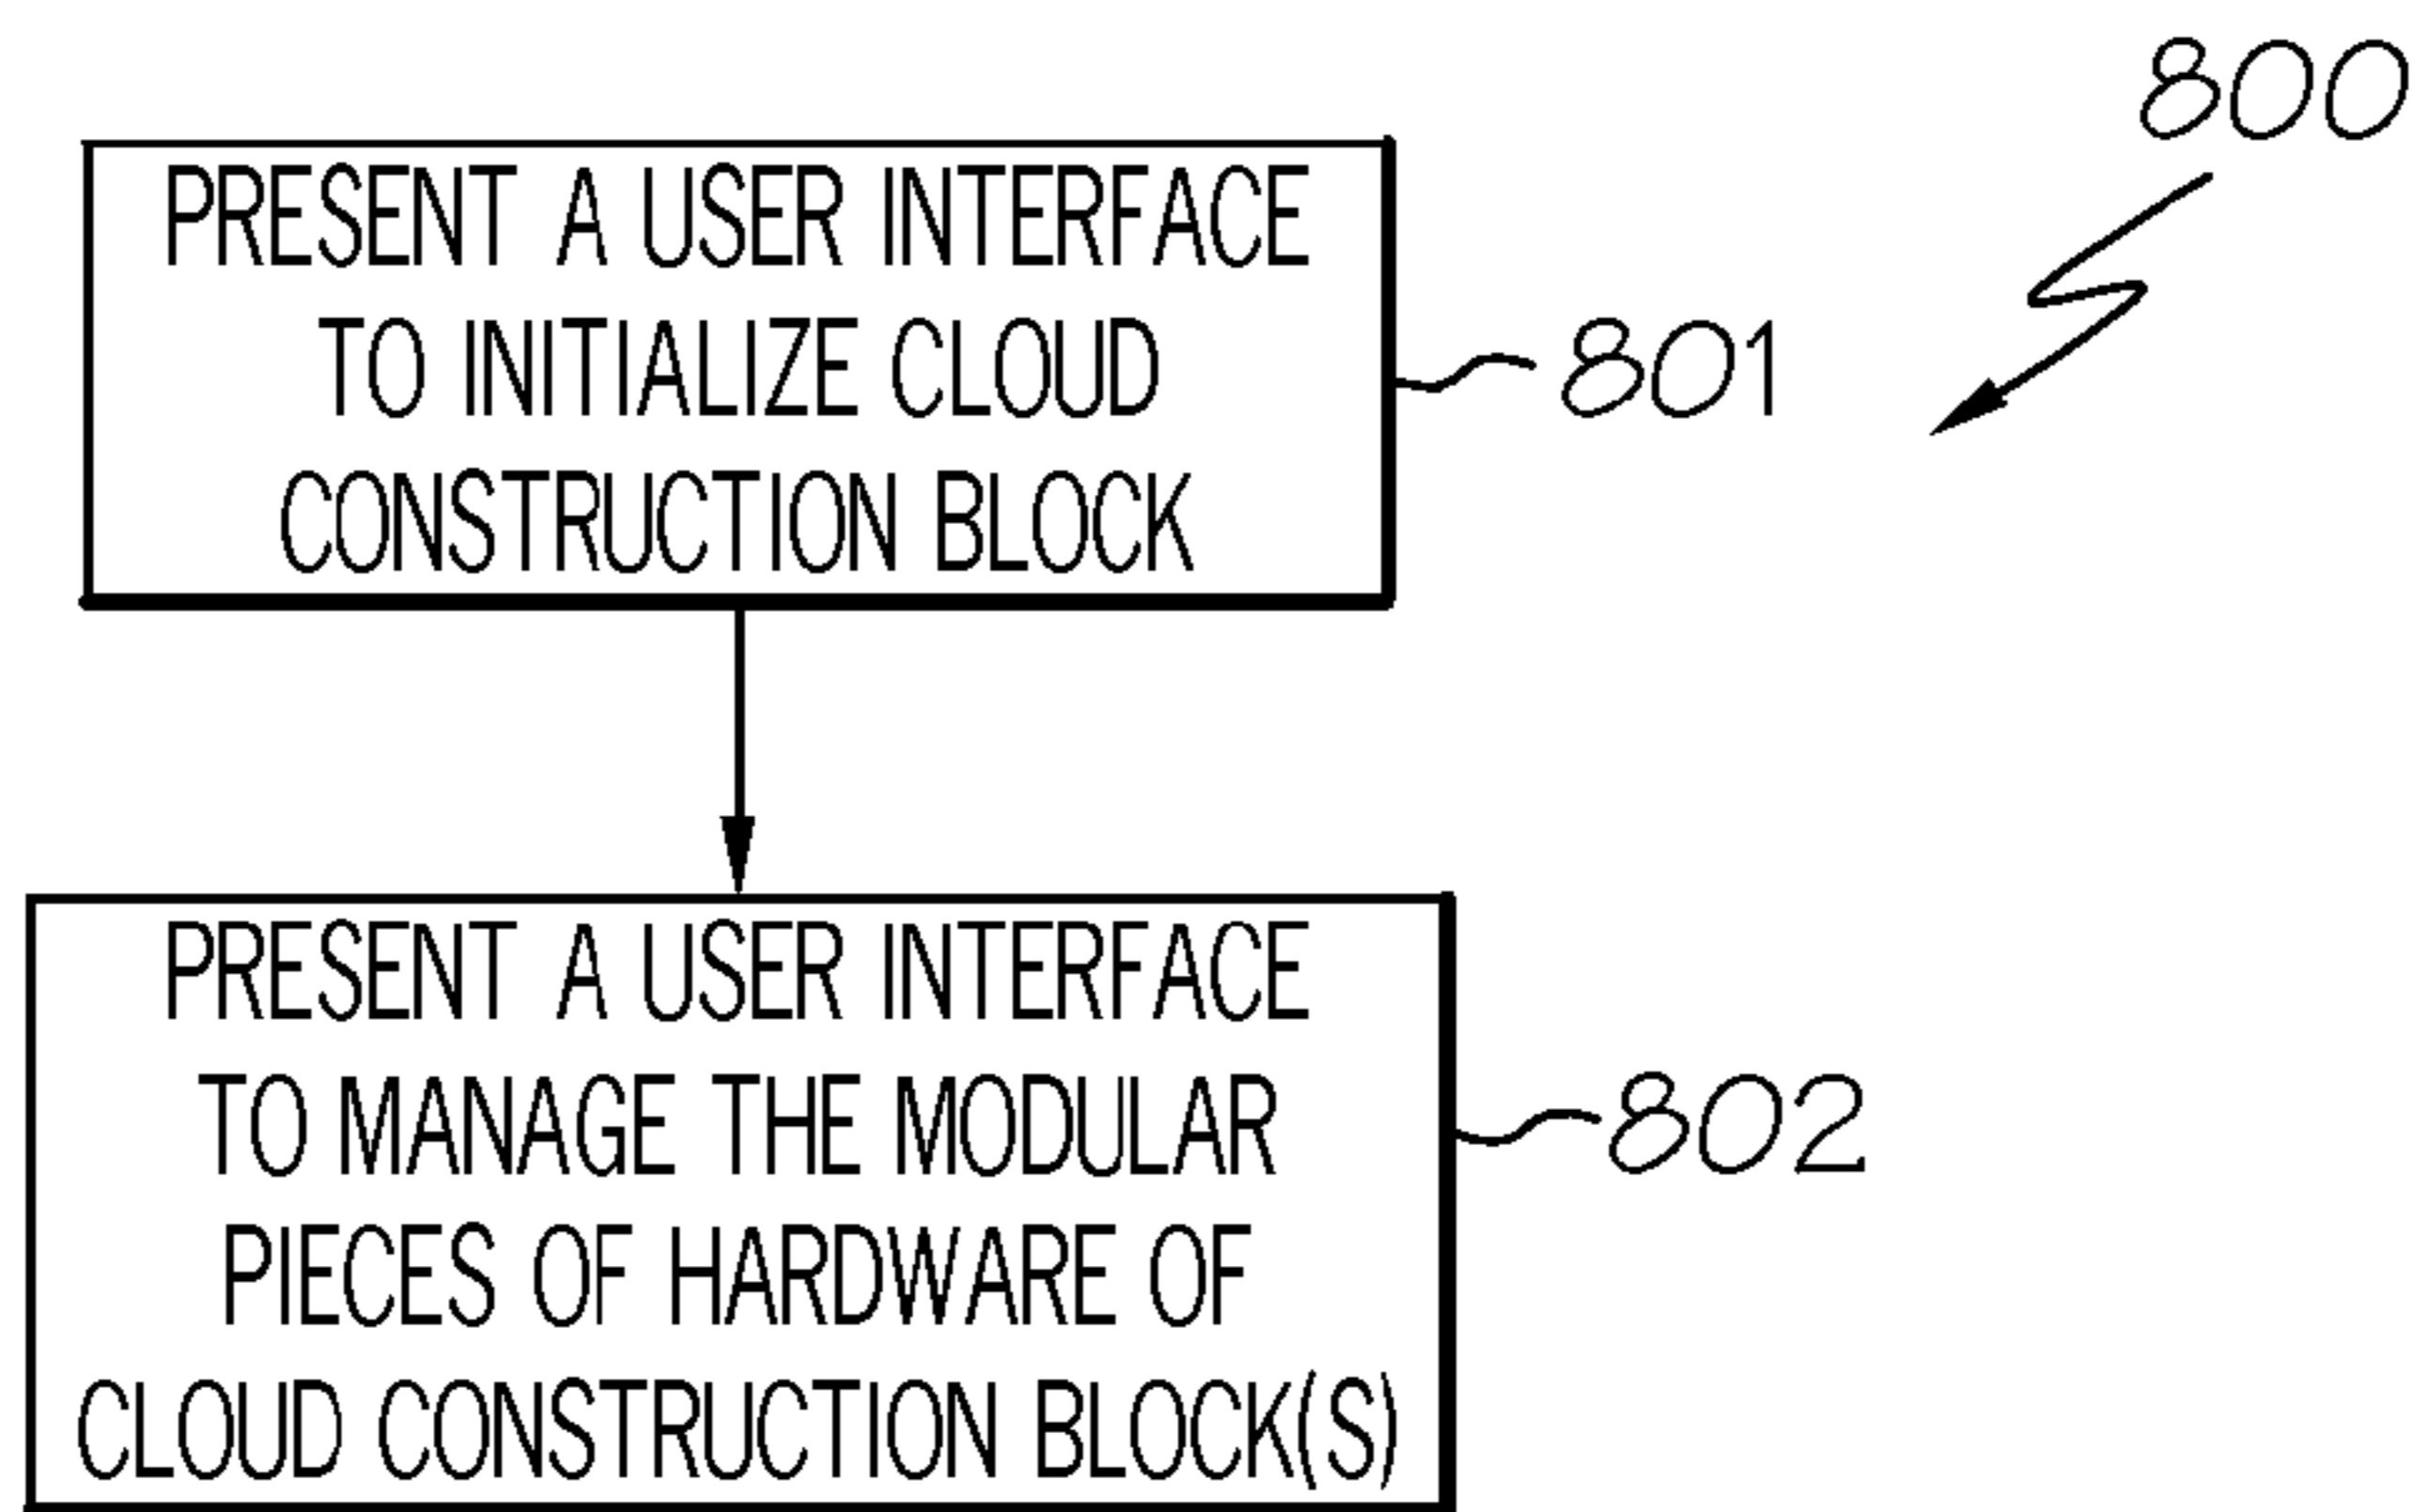 800
PRESENT A USER INTERFACE
TO INITIALIZE CLOUD
CONSTRUCTION BLOCK
801
PRESENT A USER INTERFACE
TO MANAGE THE MODULAR
PIECES OF HARDWARE OF
CLOUD CONSTRUCTION BLOCK(S)
802